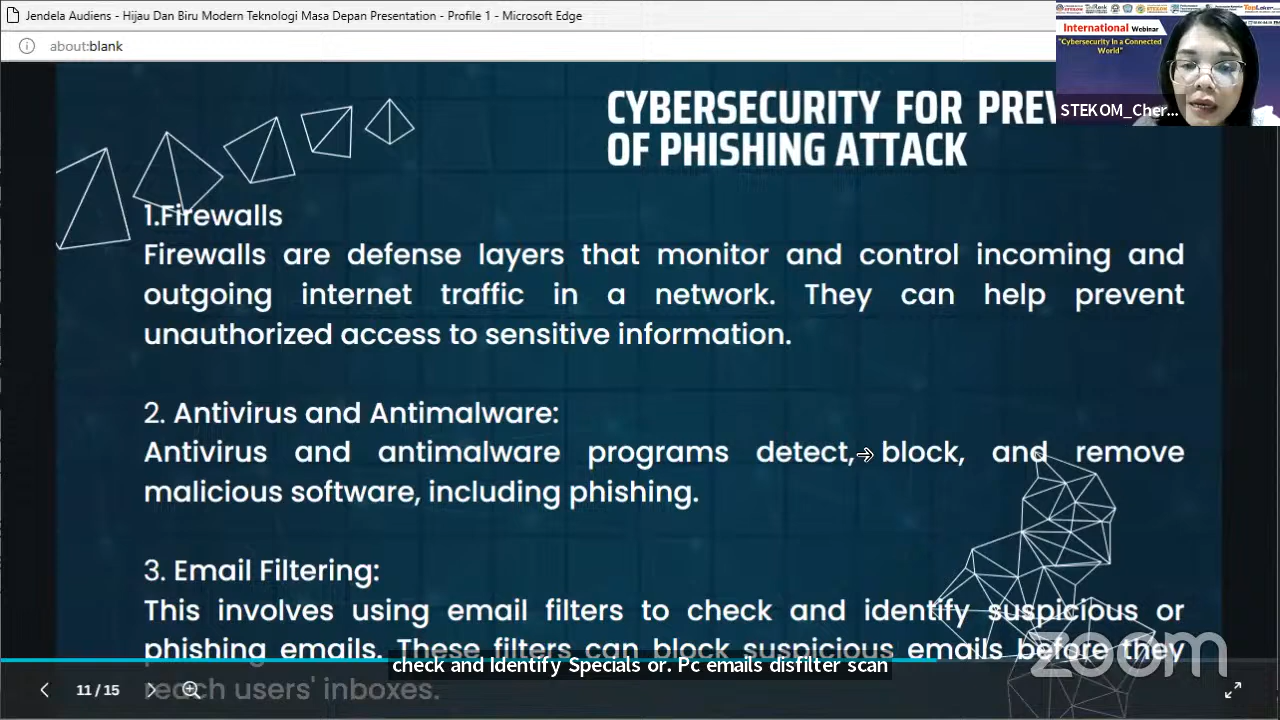 Jendela Audiens - Hijau Dan Biru Modern Teknologi Masa Depan Presentation - Profile 1 - Microsoft Edge
about:blank
International Webinar
"Cybersecurity In a Connected
World"
STEKOM_Cher...
CYBERSECURITY FOR PREV
OF PHISHING ATTACK
1.Firewalls
Firewalls are defense layers that monitor and control incoming and
outgoing internet traffic in a network. They can help prevent
unauthorized access to sensitive information.
2. Antivirus and Antimalware:
Antivirus and antimalware programs detect, block, and remove
malicious software, including phishing.
3. Email Filtering:
This involves using email filters to check and identify suspicious or
phishing emails. These filters can block suspicious emails before they
reach users' inboxes.
check and Identify Specials or. Pc emails disfilter scan
zoom
11 / 15